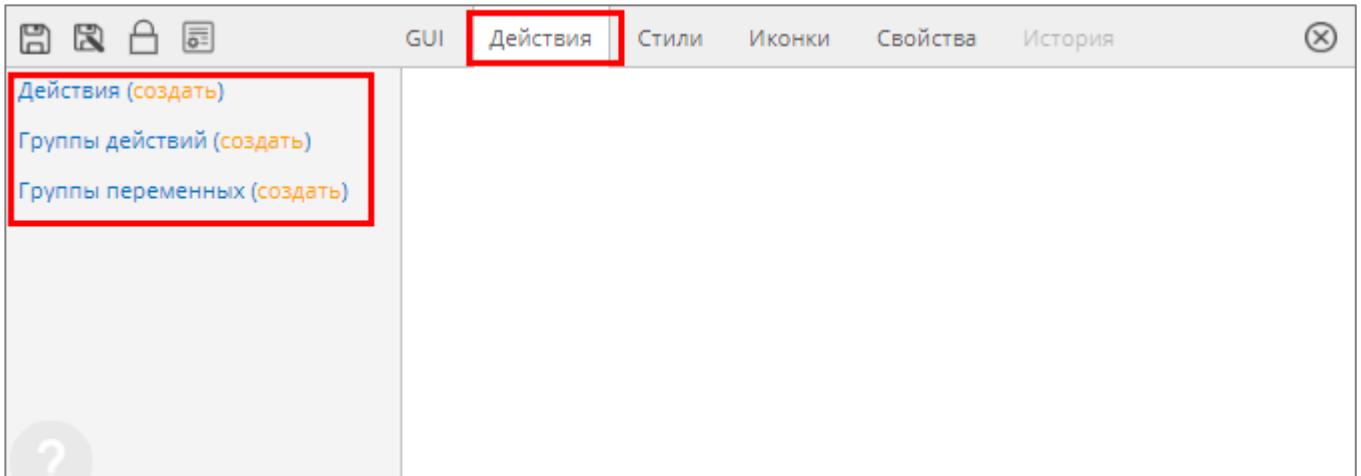 GUI Действия Стили Иконки Свойства История
Действия (создать)
Группы действий (создать)
Группы переменных (создать)
?